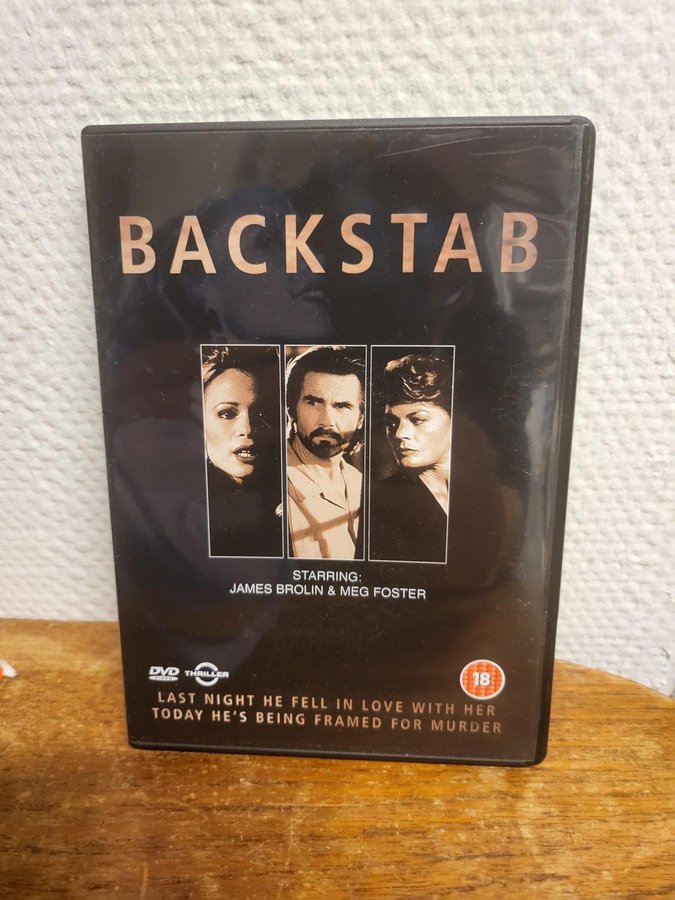 BACKSTAB
STARRING:
JAMES BROLIN & MEG FOSTER
DVD
VIDEO
THRILLER
18
LAST NIGHT HE FELL IN LOVE WITH HER
TODAY HE'S BEING FRAMED FOR MURDER